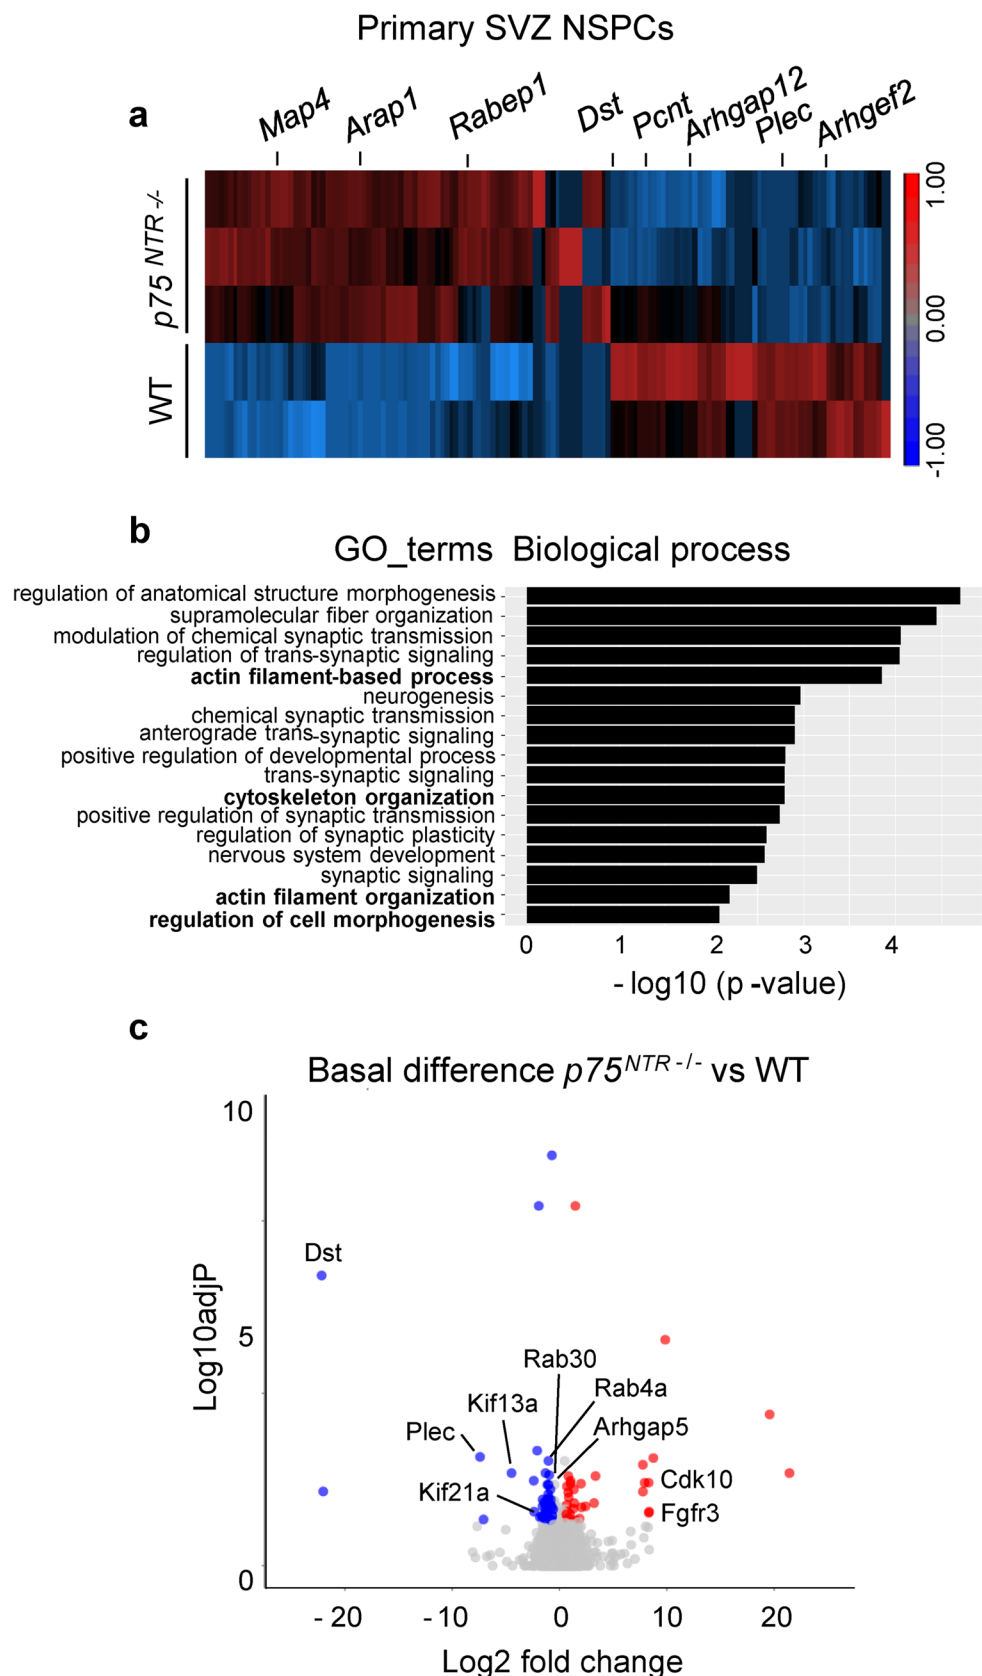 Primary SVZ NSPCs
a
Map4 Arap1 Rabep1 Dst Pcnt Arhgap12 Plec Arhgef2
p75 NTR -/-
WT
1.00
0.00
-1.00
b
GO_terms Biological process
regulation of anatomical structure morphogenesis
supramolecular fiber organization
modulation of chemical synaptic transmission
regulation of trans-synaptic signaling
actin filament-based process
neurogenesis
chemical synaptic transmission
anterograde trans-synaptic signaling
positive regulation of developmental process
trans-synaptic signaling
cytoskeleton organization
positive regulation of synaptic transmission
regulation of synaptic plasticity
nervous system development
synaptic signaling
actin filament organization
regulation of cell morphogenesis
0 1 2 3 4
- log10 (p -value)
c
Basal difference p75 NTR -/- vs WT
10
5
0
Log10adjP
Dst
Rab30
Rab4a
Kif13a
Arhgap5
Plec
Kif21a
Cdk10
Fgfr3
- 20 - 10 0 10 20
Log2 fold change